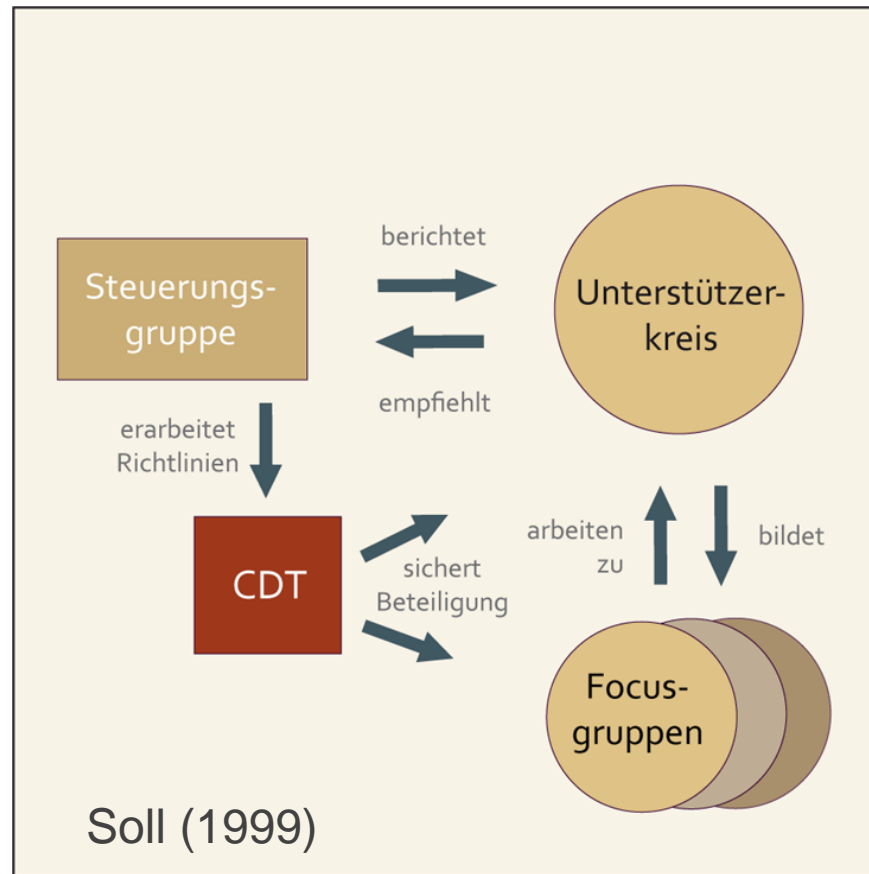 berichtet
Steuerungs-
gruppe
Unterstützer-
kreis
empfiehlt
erarbeitet
Richtlinien
CDT
sichert
Beteiligung
arbeiten
zu
bildet
Focus-
gruppen
Soll (1999)